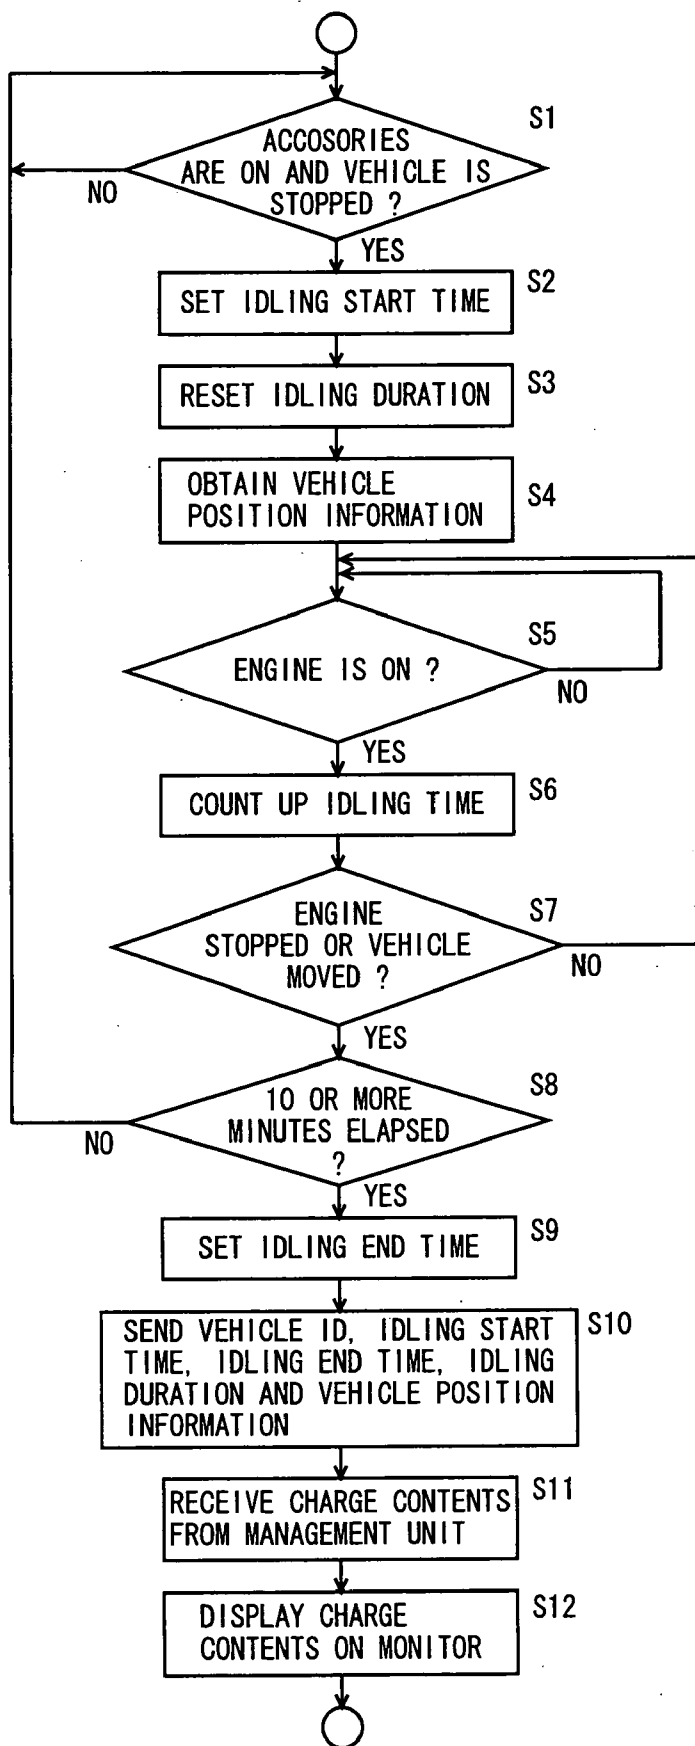 S1
ACCOSORIES
ARE ON AND VEHICLE IS
STOPPED ?
NO
YES
S2
SET IDLING START TIME
S3
RESET IDLING DURATION
S4
OBTAIN VEHICLE
POSITION INFORMATION
S5
ENGINE IS ON ?
NO
YES
S6
COUNT UP IDLING TIME
S7
ENGINE
STOPPED OR VEHICLE
MOVED ?
NO
YES
S8
10 OR MORE
MINUTES ELAPSED
?
NO
YES
S9
SET IDLING END TIME
S10
SEND VEHICLE ID, IDLING START
TIME, IDLING END TIME, IDLING
DURATION AND VEHICLE POSITION
INFORMATION
S11
RECEIVE CHARGE CONTENTS
FROM MANAGEMENT UNIT
S12
DISPLAY CHARGE
CONTENTS ON MONITOR